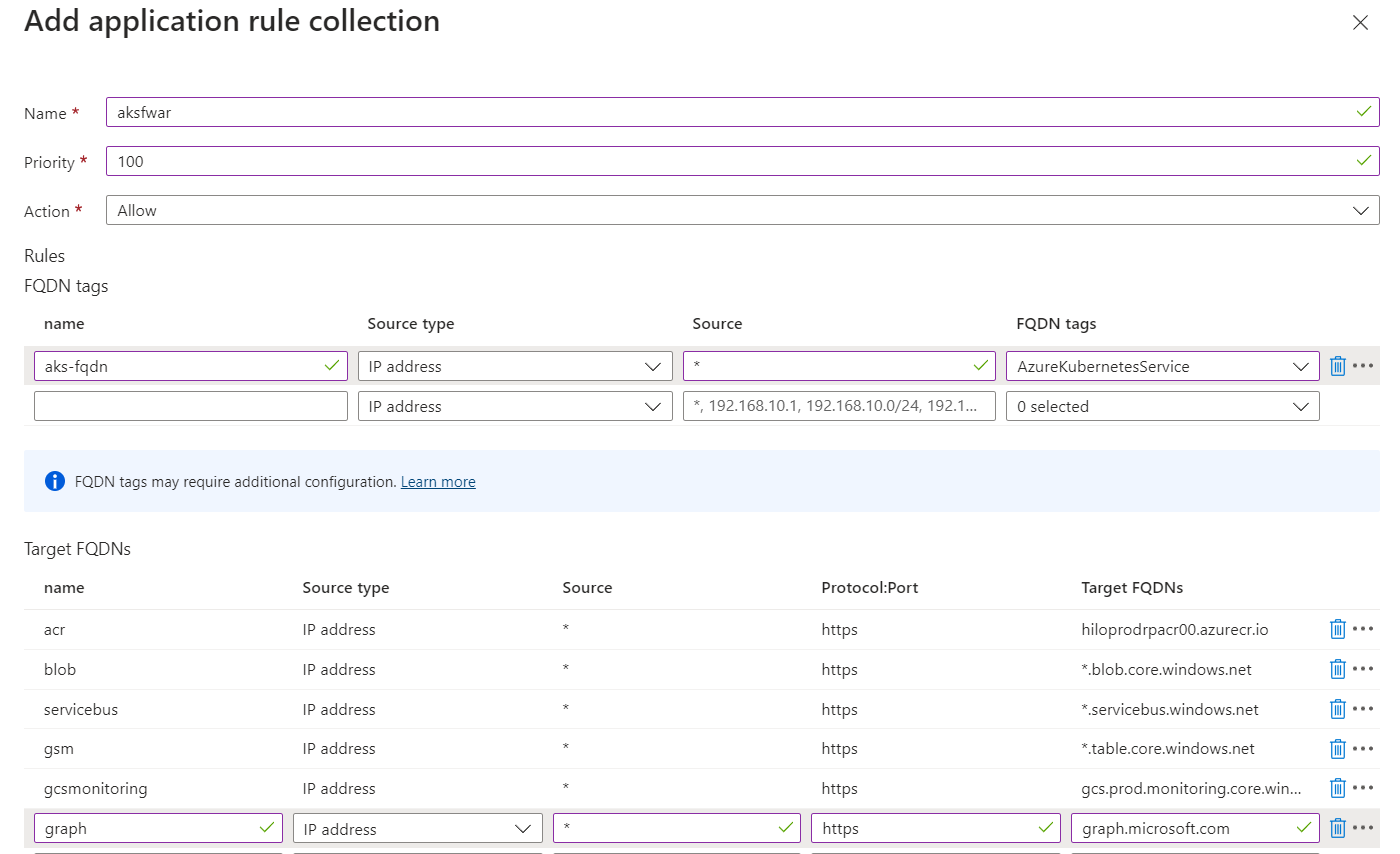 Add application rule collection
Name *
aksfwar
Priority *
100
Action *
Allow
Rules
FQDN tags
name Source type Source FQDN tags
aks-fqdn IP address * AzureKubernetesService
IP address *, 192.168.10.1, 192.168.10.0/24, 192.1... 0 selected
FQDN tags may require additional configuration. Learn more
Target FQDNs
name Source type Source Protocol:Port Target FQDNs
acr IP address * https hiloprodrpacr00.azurecr.io
blob IP address * https *.blob.core.windows.net
servicebus IP address * https *.servicebus.windows.net
gsm IP address * https *.table.core.windows.net
gcsmonitoring IP address * https gcs.prod.monitoring.core.win...
graph IP address * https graph.microsoft.com